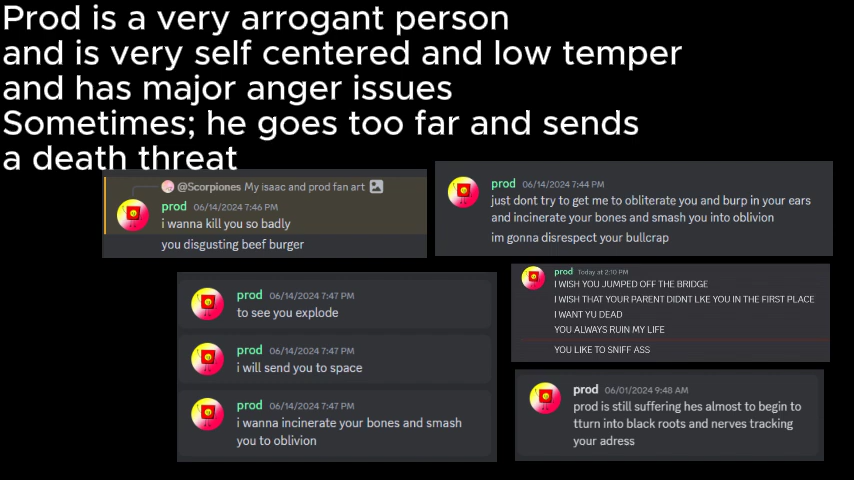 Prod is a very arrogant person
and is very self centered and low temper
and has major anger issues
Sometimes; he goes too far and sends
a death threat
@Scorpiones My isaac and prod fan art
prod 06/14/2024 7:46 PM
i wanna kill you so badly
you disgusting beef burger
prod 06/14/2024 7:44 PM
just dont try to get me to obliterate you and burp in your ears
and incinerate your bones and smash you into oblivion
im gonna disrespect your bullcrap
prod 06/14/2024 7:47 PM
to see you explode
prod 06/14/2024 7:47 PM
i will send you to space
prod 06/14/2024 7:47 PM
i wanna incinerate your bones and smash
you to oblivion
prod Today at 2:10 PM
I WISH YOU JUMPED OFF THE BRIDGE
I WISH THAT YOUR PARENT DIDNT LKE YOU IN THE FIRST PLACE
I WANT YU DEAD
YOU ALWAYS RUIN MY LIFE
YOU LIKE TO SNIFF ASS
prod 06/01/2024 9:48 AM
prod is still suffering hes almost to begin to
tturn into black roots and nerves tracking
your adress